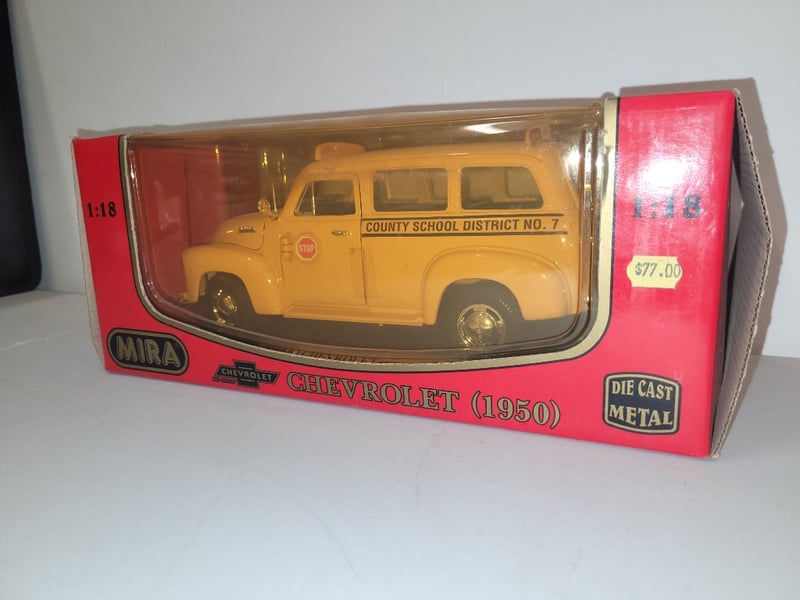 1:18
1:18
COUNTY SCHOOL DISTRICT NO. 7
STOP
$77.00
MIRA
CHEVROLET
CHEVROLET (1950)
DIE CAST
METAL